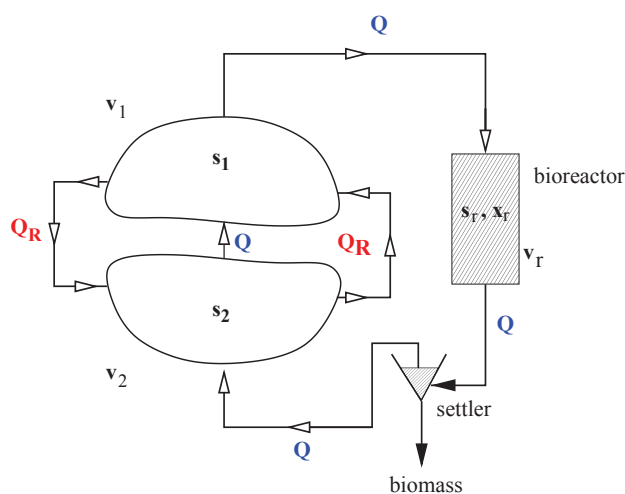 Q
v1
s1
bioreactor
sr , xr
QR
Q
QR
vr
s2
Q
v2
settler
Q
biomass